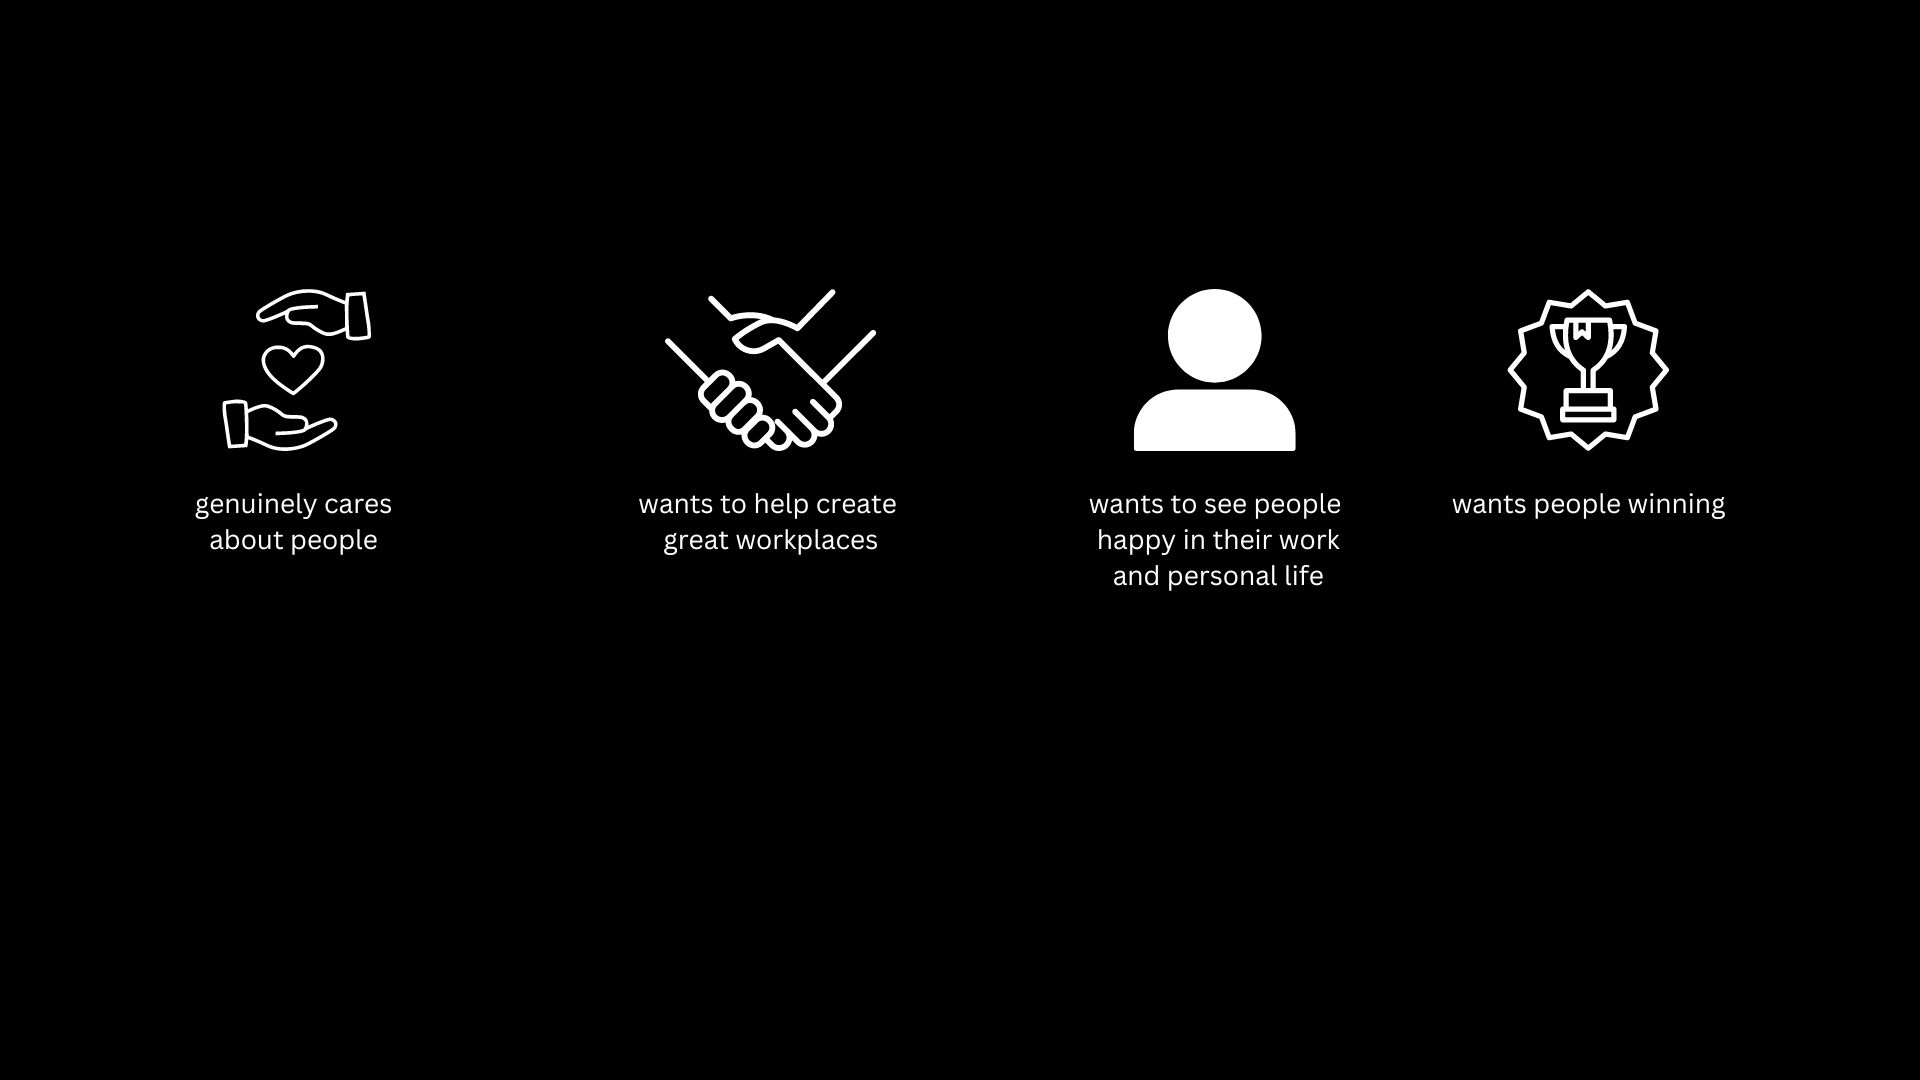 genuinely cares
about people
wants to help create
great workplaces
wants to see people
happy in their work
and personal life
wants people winning